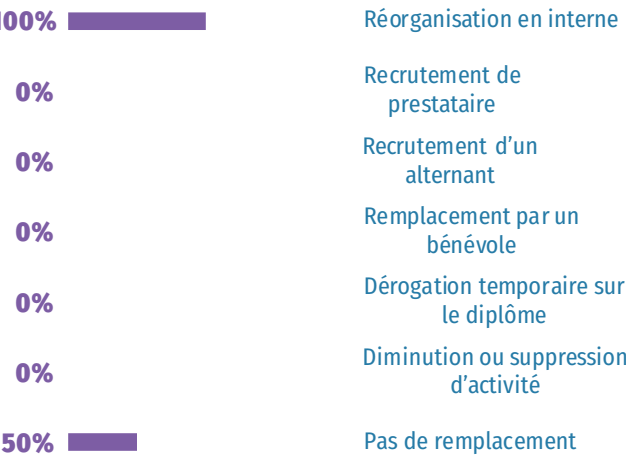 100% Réorganisation en interne
0% Recrutement de
prestataire
0% Recrutement d'un
alternant
0% Remplacement par un
bénévole
0% Dérogation temporaire sur
le diplôme
0% Diminution ou suppression
d'activité
50% Pas de remplacement